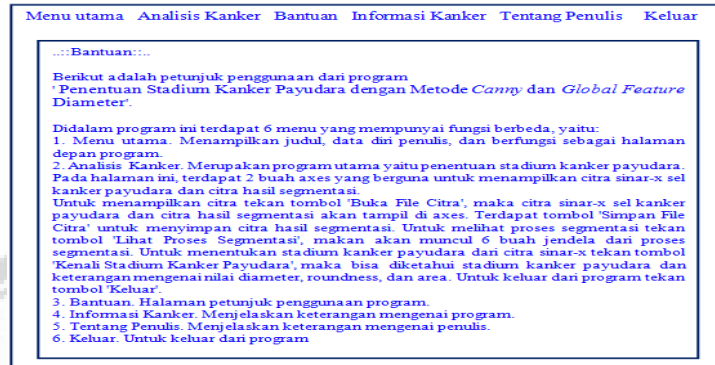 Menu utama Analisis Kanker Bantuan Informasi Kanker Tentang Penulis Keluar
..::Bantuan::..
Berikut adalah petunjuk penggunaan dari program
' Penentuan Stadium Kanker Payudara dengan Metode Canny dan Global Feature
Diameter'.
Didalam program ini terdapat 6 menu yang mempunyai fungsi berbeda, yaitu:
1. Menu utama. Menampilkan judul, data diri penulis, dan berfungsi sebagai halaman
depan program.
2. Analisis Kanker. Merupakan program utama yaitu penentuan stadium kanker payudara.
Pada halaman ini, terdapat 2 buah axes yang berguna untuk menampilkan citra sinar-x sel
kanker payudara dan citra hasil segmentasi.
Untuk menampilkan citra tekan tombol 'Buka File Citra', maka citra sinar-x sel kanker
payudara dan citra hasil segmentasi akan tampil di axes. Terdapat tombol 'Simpan File
Citra' untuk menyimpan citra hasil segmentasi. Untuk melihat proses segmentasi tekan
tombol 'Lihat Proses Segmentasi', makan akan muncul 6 buah jendela dari proses
segmentasi. Untuk menentukan stadium kanker payudara dari citra sinar-x tekan tombol
'Kenali Stadium Kanker Payudara', maka bisa diketahui stadium kanker payudara dan
keterangan mengenai nilai diameter, roundness, dan area. Untuk keluar dari program tekan
tombol 'Keluar'.
3. Bantuan. Halaman petunjuk penggunaan program.
4. Informasi Kanker. Menjelaskan keterangan mengenai program.
5. Tentang Penulis. Menjelaskan keterangan mengenai penulis.
6. Keluar. Untuk keluar dari program